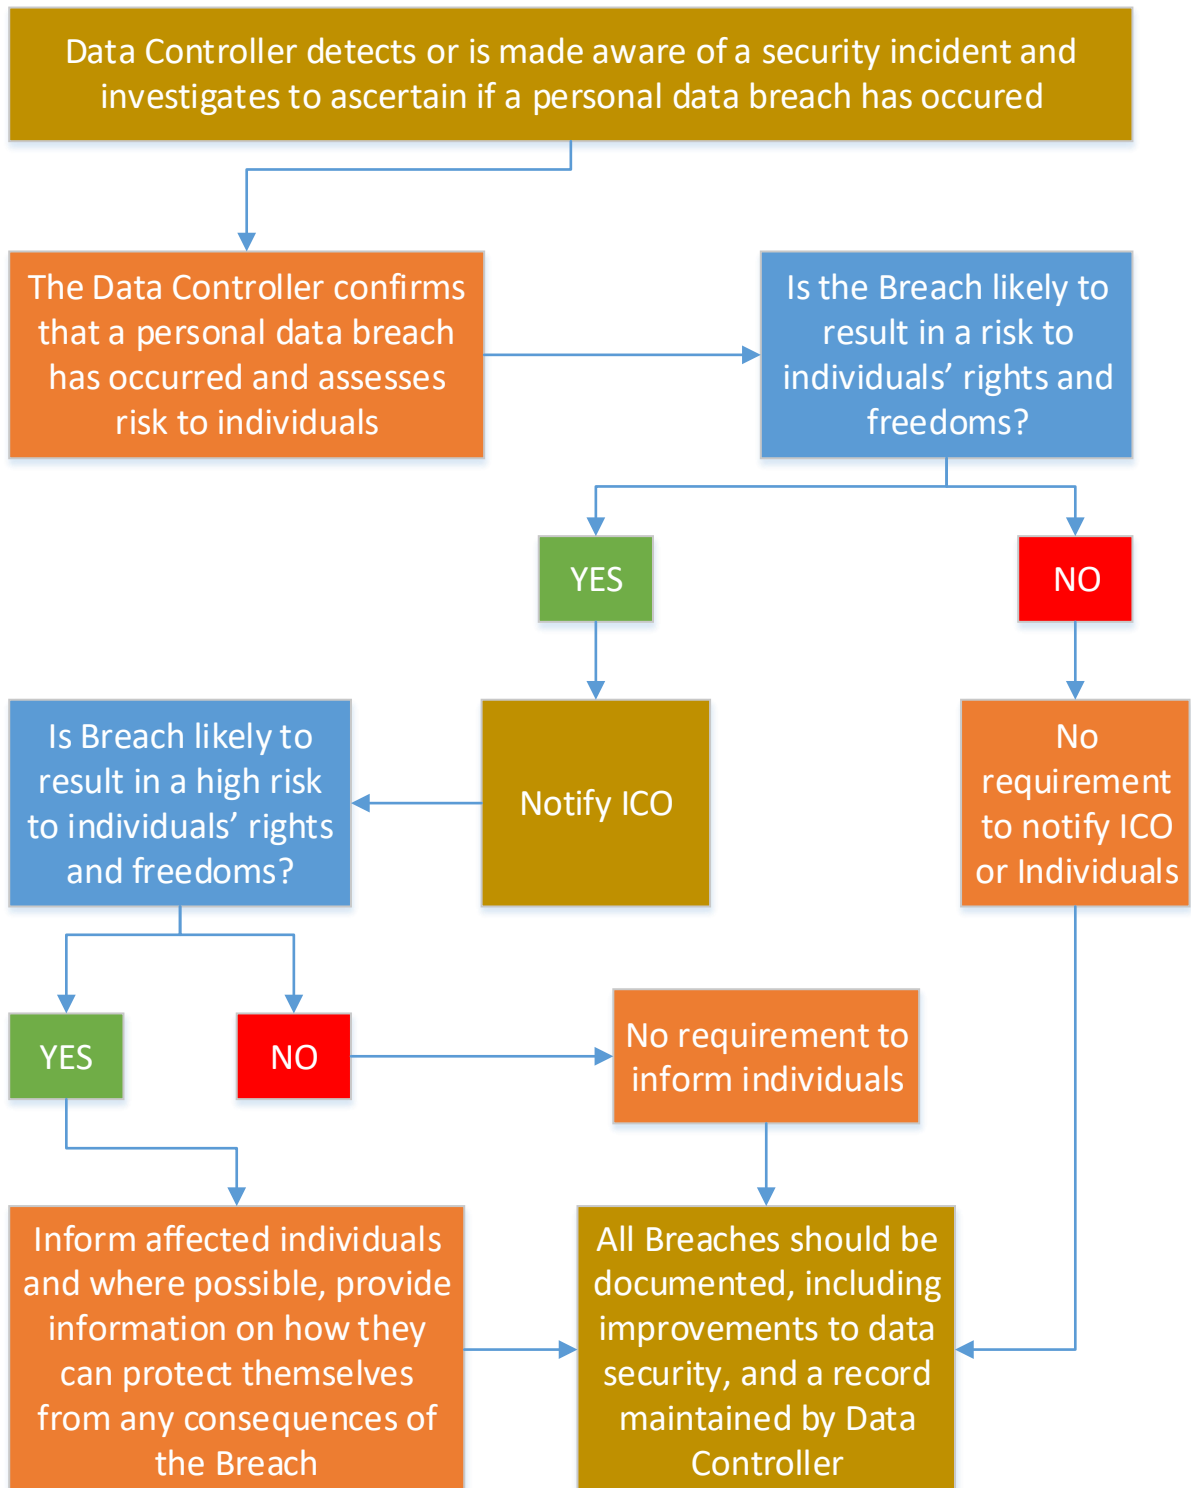 Data Controller detects or is made aware of a security incident and
investigates to ascertain if a personal data breach has occured
The Data Controller confirms
that a personal data breach
has occurred and assesses
risk to individuals
Is the Breach likely to
result in a risk to
individuals’ rights and
freedoms?
YES
NO
Is Breach likely to
result in a high risk
to individuals’ rights
and freedoms?
Notify ICO
No
requirement
to notify ICO
or Individuals
YES
NO
No requirement to
inform individuals
Inform affected individuals
and where possible, provide
information on how they
can protect themselves
from any consequences of
the Breach
All Breaches should be
documented, including
improvements to data
security, and a record
maintained by Data
Controller